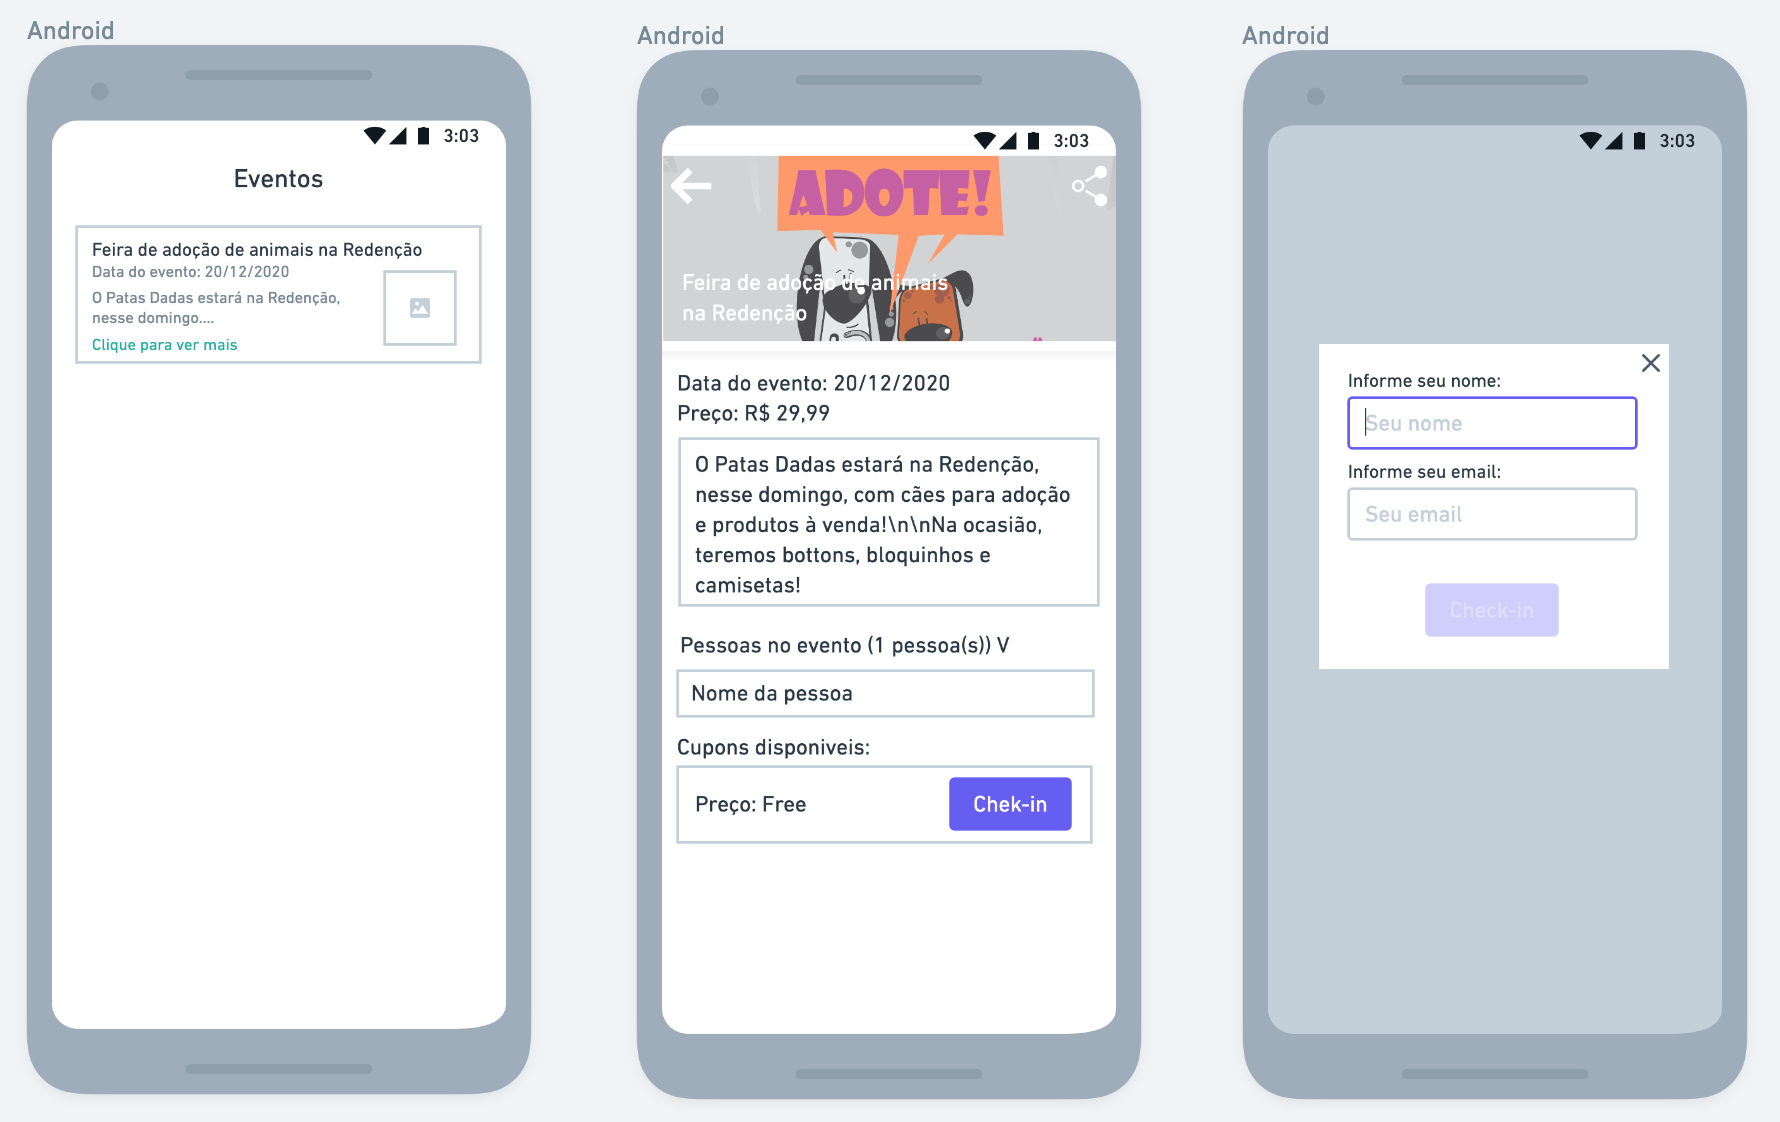 Android
3:03
Eventos
Feira de adoção de animais na Redenção
Data do evento: 20/12/2020
O Patas Dadas estará na Redenção,
nesse domingo....
Clique para ver mais
Android
3:03
ADOTE!
Feira de adoção de animais
na Redenção
Data do evento: 20/12/2020
Preço: R$ 29,99
O Patas Dadas estará na Redenção,
nesse domingo, com cães para adoção
e produtos à venda!\n\nNa ocasião,
teremos bottons, bloquinhos e
camisetas!
Pessoas no evento (1 pessoa(s)) V
Nome da pessoa
Cupons disponiveis:
Preço: Free
Chek-in
Android
3:03
Informe seu nome:
Seu nome
Informe seu email:
Seu email
Check-in